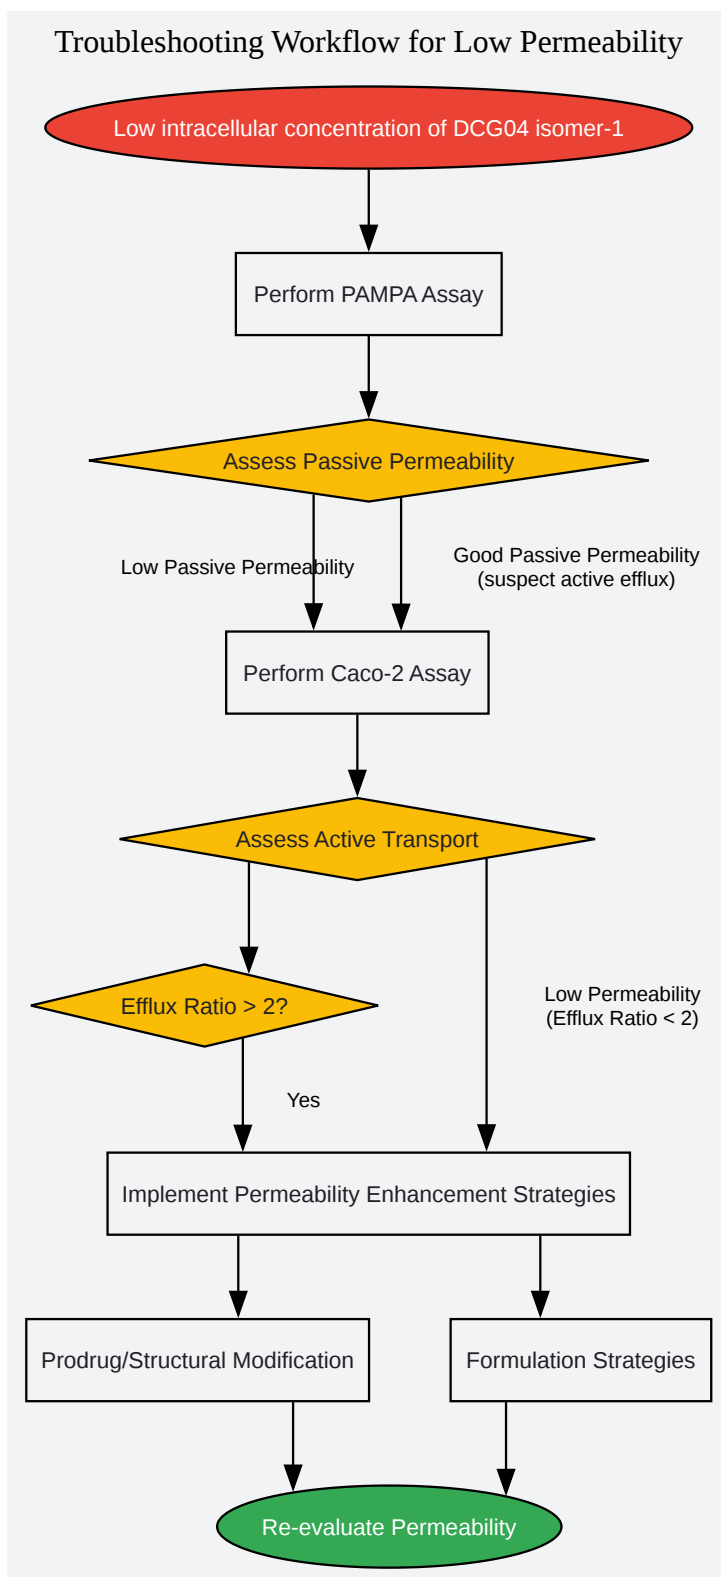 Troubleshooting Workflow for Low Permeability
Low intracellular concentration of DCG04 isomer-1
Perform PAMPA Assay
Assess Passive Permeability
Low Passive Permeability
Good Passive Permeability
(suspect active efflux)
Perform Caco-2 Assay
Assess Active Transport
Efflux Ratio > 2?
Low Permeability
(Efflux Ratio < 2)
Yes
Implement Permeability Enhancement Strategies
Prodrug/Structural Modification
Formulation Strategies
Re-evaluate Permeability